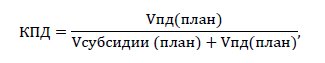 КПД = Vпд(план) / Vсубсидии (план) + Vпд(план),